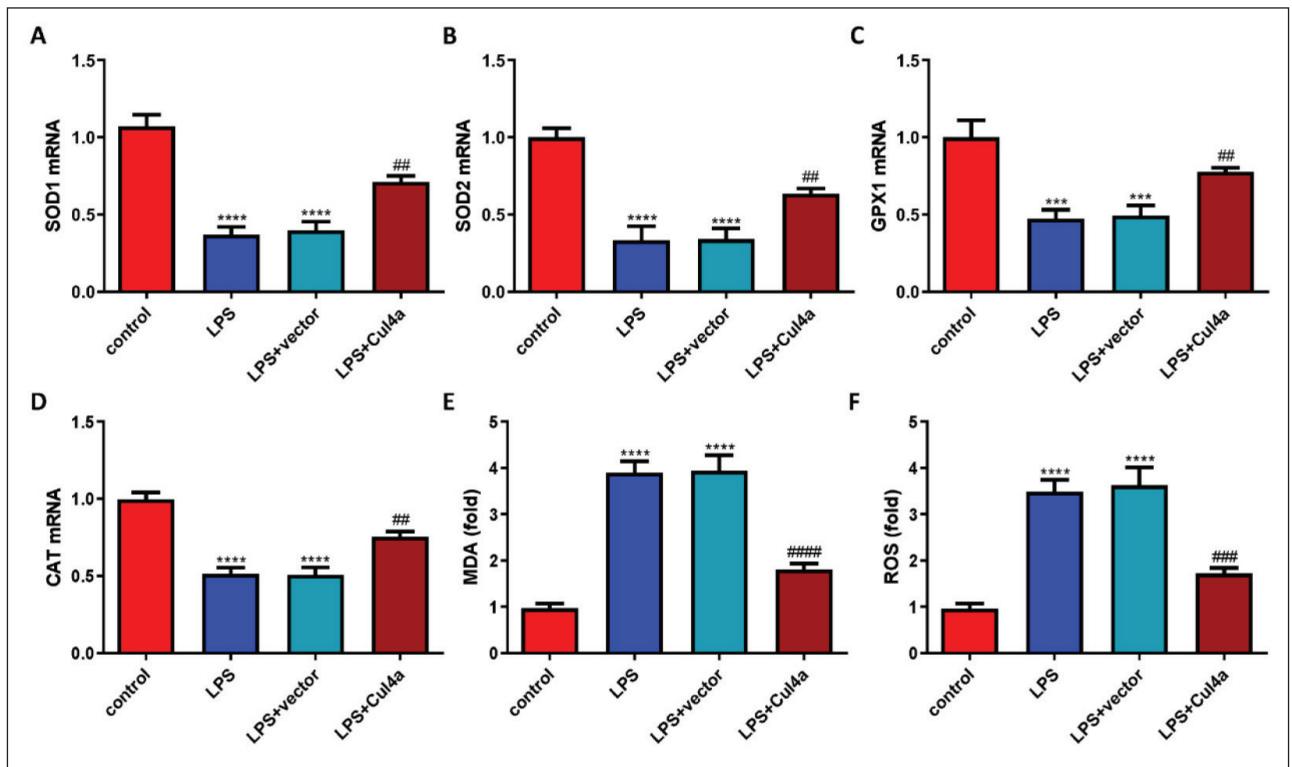 A
SOD1 mRNA
1.5
1.0
0.5
0.0
****
****
##
control
LPS
LPS+vector
LPS+Cul4a
B
SOD2 mRNA
1.5
1.0
0.5
0.0
****
****
##
control
LPS
LPS+vector
LPS+Cul4a
C
GPX1 mRNA
1.5
1.0
0.5
0.0
***
***
##
control
LPS
LPS+vector
LPS+Cul4a
D
CAT mRNA
1.5
1.0
0.5
0.0
****
****
##
control
LPS
LPS+vector
LPS+Cul4a
E
MDA (fold)
5
4
3
2
1
0
****
****
####
control
LPS
LPS+vector
LPS+Cul4a
F
ROS (fold)
5
4
3
2
1
0
****
****
###
control
LPS
LPS+vector
LPS+Cul4a